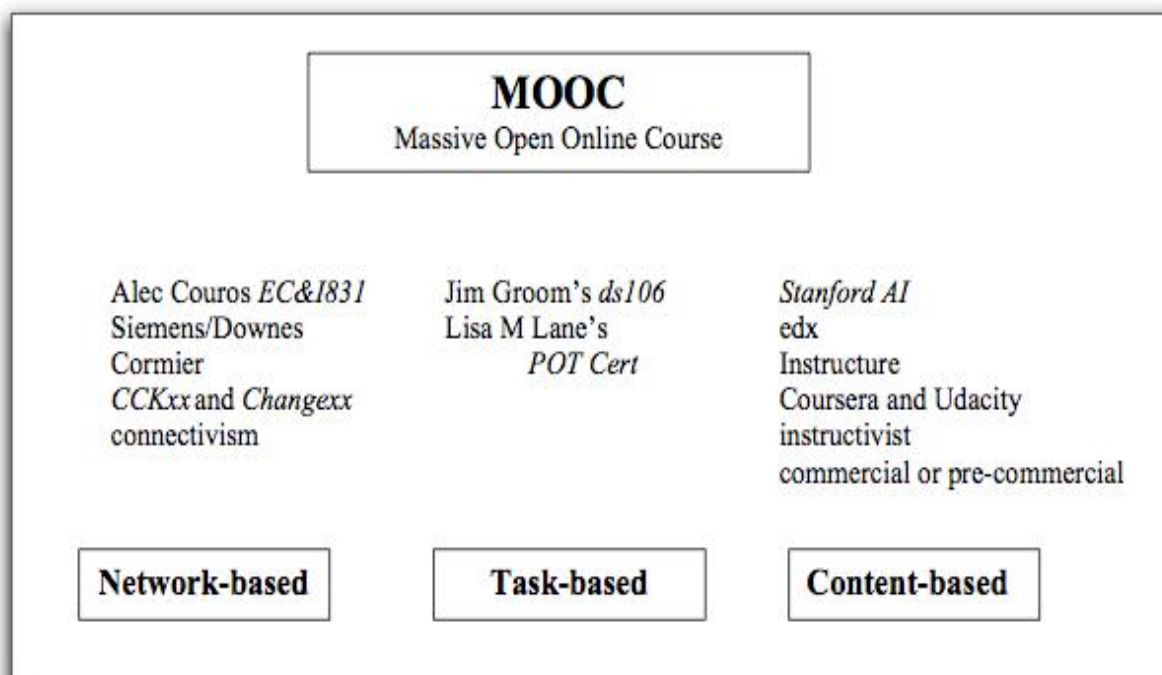 MOOC
Massive Open Online Course
Alec Couros EC&I831
Siemens/Downes
Cormier
CCKxx and Changexx
connectivism
Jim Groom’s ds106
Lisa M Lane’s
POT Cert
Stanford AI
edx
Instructure
Coursera and Udacity
instructivist
commercial or pre-commercial
Network-based
Task-based
Content-based